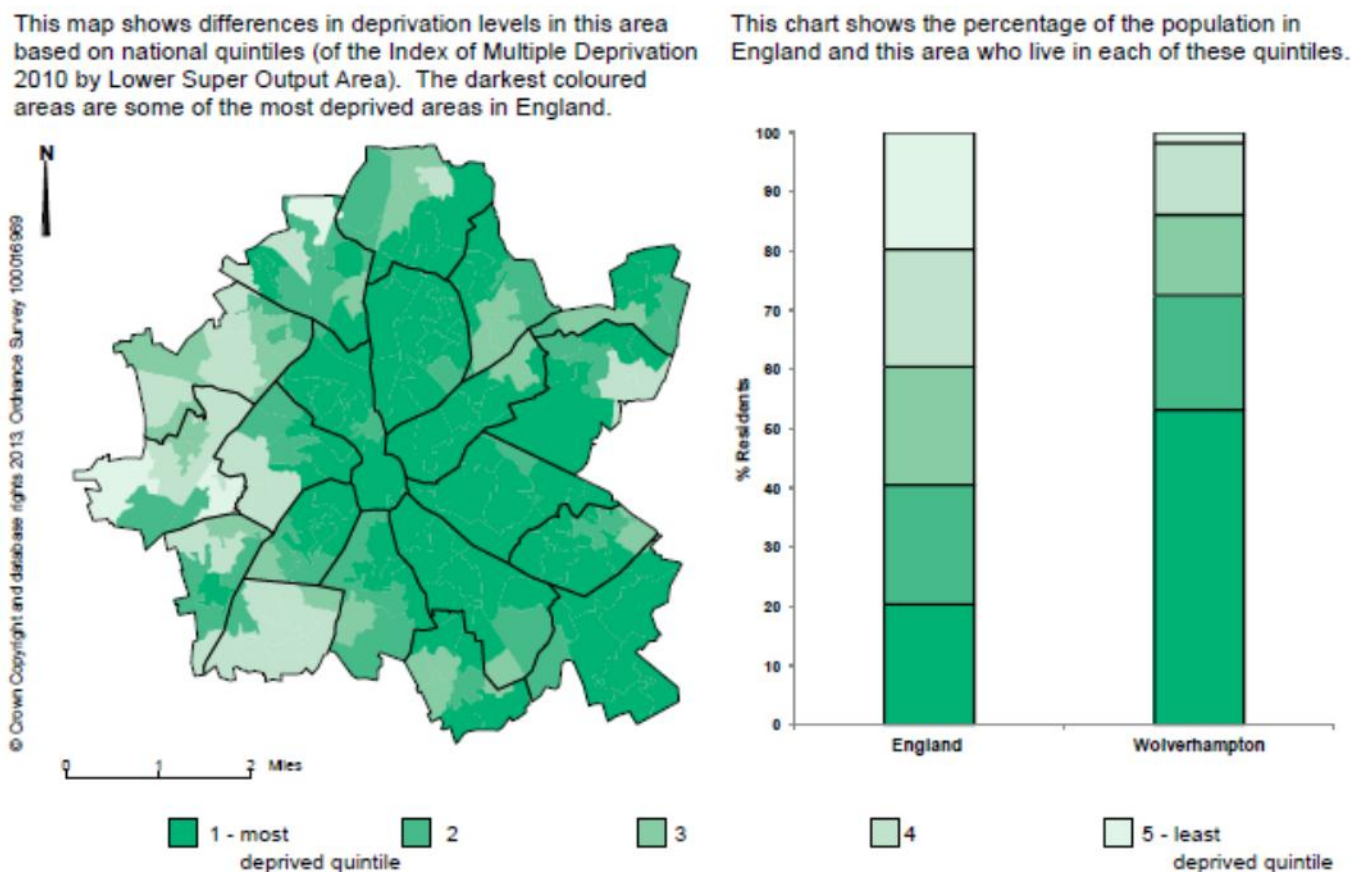 This map shows differences in deprivation levels in this area
based on national quintiles (of the Index of Multiple Deprivation
2010 by Lower Super Output Area).  The darkest coloured
areas are some of the most deprived areas in England.
This chart shows the percentage of the population in
England and this area who live in each of these quintiles.
N
© Crown Copyright and database rights 2013, Ordnance Survey 100016969
0 1 2 Miles
100
90
80
70
60
50
40
30
20
10
0
% Residents
England Wolverhampton
1 - most
deprived quintile
2
3
4
5 - least
deprived quintile